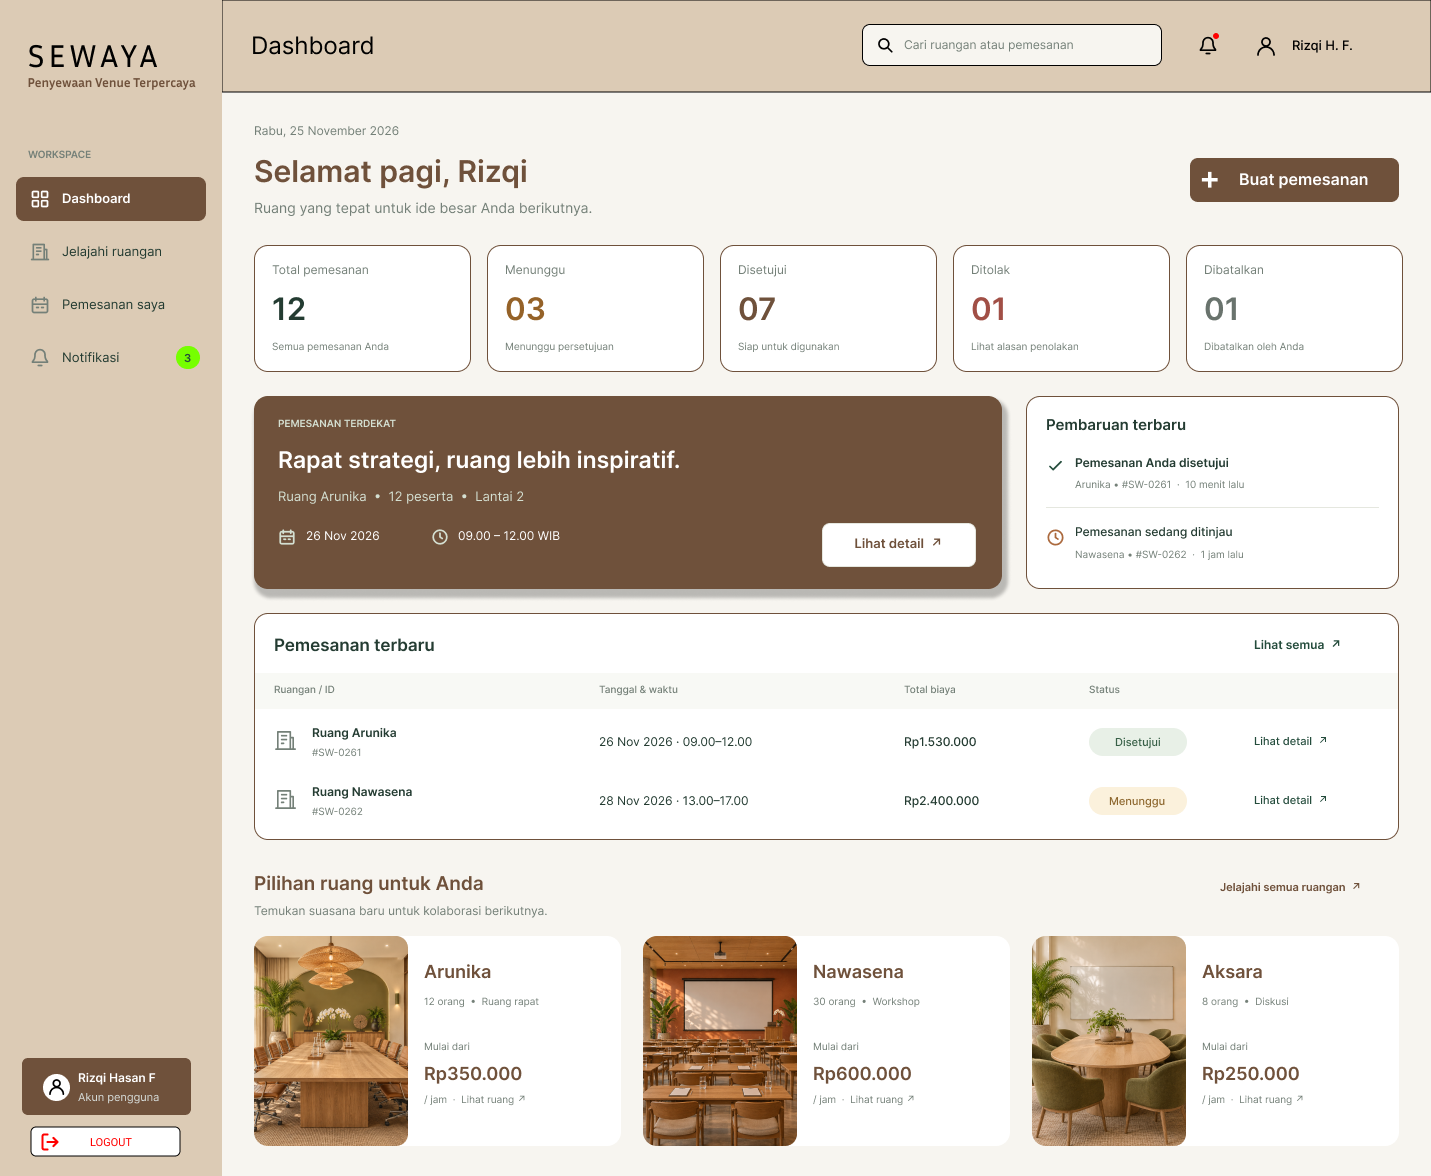 SEWAYA
Penyewaan Venue Terpercaya
WORKSPACE
Dashboard
Jelajahi ruangan
Pemesanan saya
Notifikasi
3
Rizqi Hasan F
Akun pengguna
LOGOUT
Dashboard
Cari ruangan atau pemesanan
Rizqi H. F.
Rabu, 25 November 2026
Selamat pagi, Rizqi
Ruang yang tepat untuk ide besar Anda berikutnya.
+ Buat pemesanan
Total pemesanan
12
Semua pemesanan Anda
Menunggu
03
Menunggu persetujuan
Disetujui
07
Siap untuk digunakan
Ditolak
01
Lihat alasan penolakan
Dibatalkan
01
Dibatalkan oleh Anda
PEMESANAN TERDEKAT
Rapat strategi, ruang lebih inspiratif.
Ruang Arunika • 12 peserta • Lantai 2
26 Nov 2026 09.00 – 12.00 WIB
Lihat detail ↗
Pembaruan terbaru
Pemesanan Anda disetujui
Arunika • #SW-0261 · 10 menit lalu
Pemesanan sedang ditinjau
Nawasena • #SW-0262 · 1 jam lalu
Pemesanan terbaru
Lihat semua ↗
Ruangan / ID Tanggal & waktu Total biaya Status
Ruang Arunika
#SW-0261
26 Nov 2026 · 09.00–12.00
Rp1.530.000
Disetujui
Lihat detail ↗
Ruang Nawasena
#SW-0262
28 Nov 2026 · 13.00–17.00
Rp2.400.000
Menunggu
Lihat detail ↗
Pilihan ruang untuk Anda
Temukan suasana baru untuk kolaborasi berikutnya.
Jelajahi semua ruangan ↗
Arunika
12 orang • Ruang rapat
Mulai dari
Rp350.000
/ jam · Lihat ruang ↗
Nawasena
30 orang • Workshop
Mulai dari
Rp600.000
/ jam · Lihat ruang ↗
Aksara
8 orang • Diskusi
Mulai dari
Rp250.000
/ jam · Lihat ruang ↗